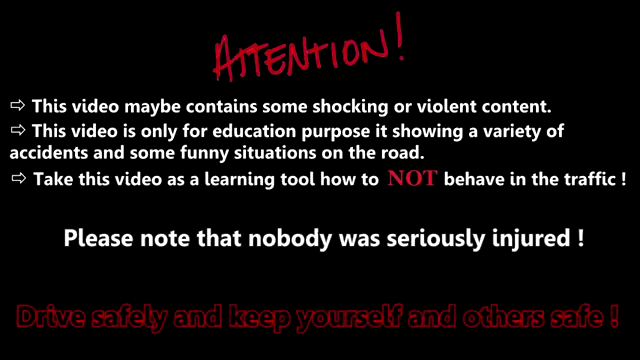 ATTENTION!
⇨ This video maybe contains some shocking or violent content.
⇨ This video is only for education purpose it showing a variety of
accidents and some funny situations on the road.
⇨ Take this video as a learning tool how to NOT behave in the traffic !
Please note that nobody was seriously injured !
Drive safely and keep yourself and others safe !